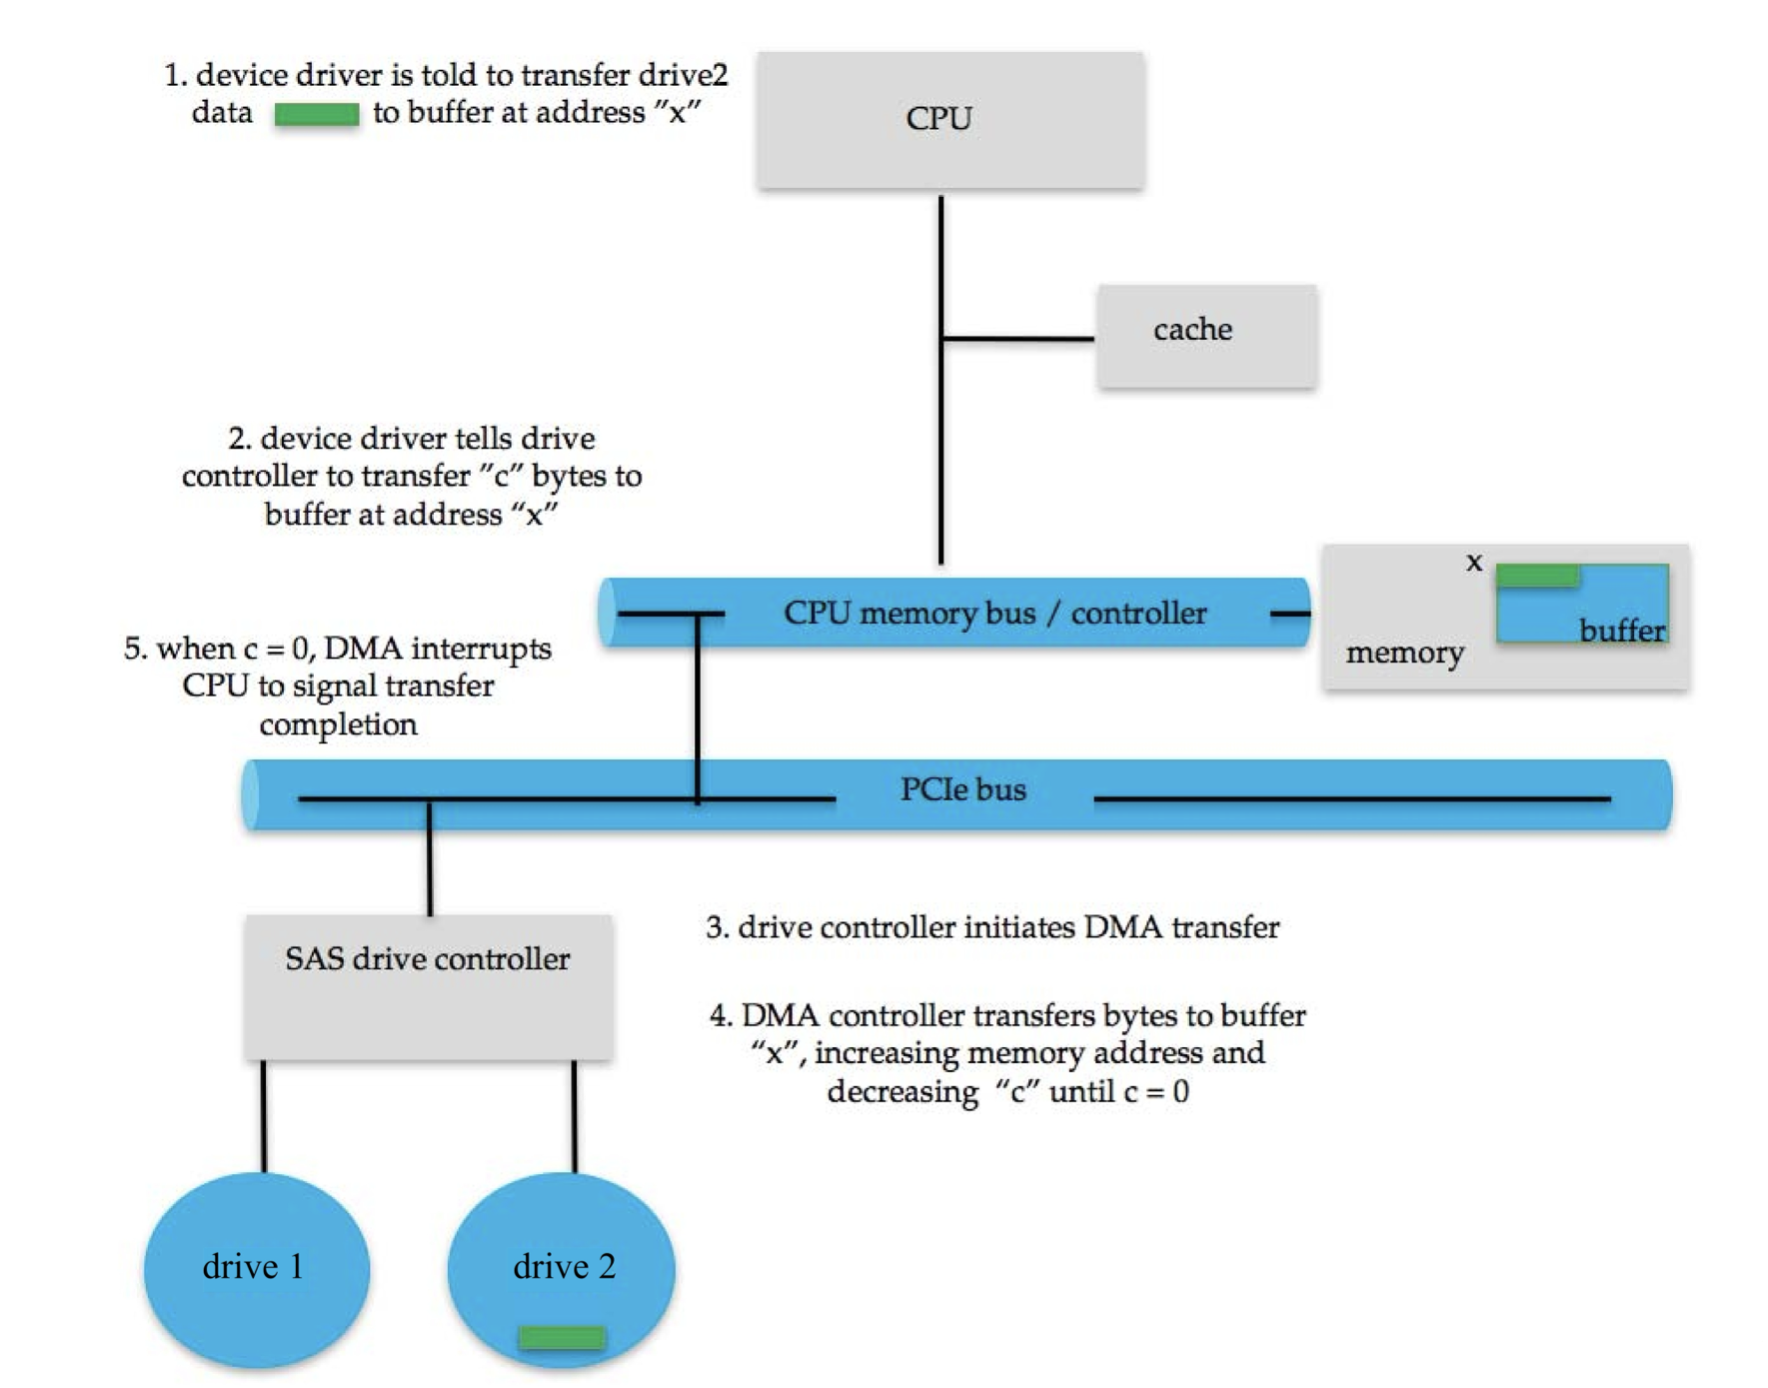 1. device driver is told to transfer drive2
data to buffer at address "x"
CPU
cache
2. device driver tells drive
controller to transfer "c" bytes to
buffer at address "x"
CPU memory bus / controller
x
buffer
memory
5. when c = 0, DMA interrupts
CPU to signal transfer
completion
PCIe bus
SAS drive controller
3. drive controller initiates DMA transfer
4. DMA controller transfers bytes to buffer
"x", increasing memory address and
decreasing "c" until c = 0
drive 1
drive 2